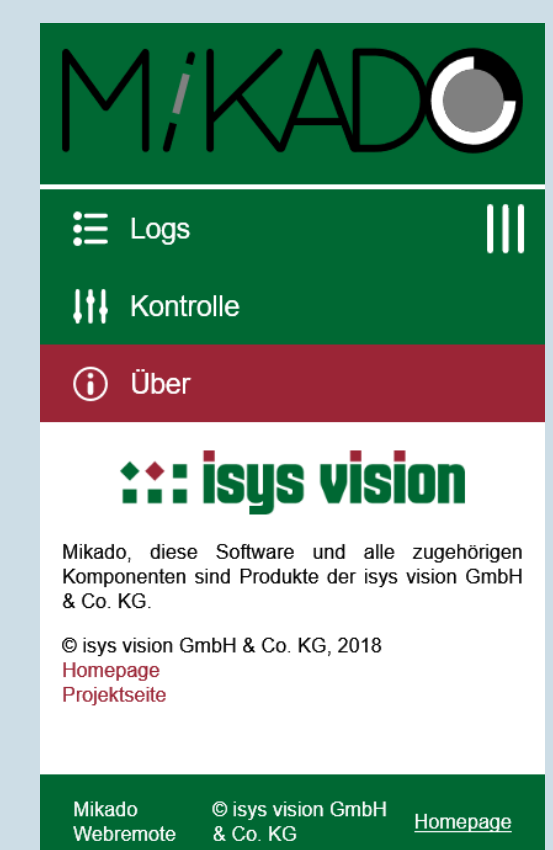 MiKADO
Logs
Kontrolle
Über
isys vision
Mikado, diese Software und alle zugehörigen
Komponenten sind Produkte der isys vision GmbH
& Co. KG.
© isys vision GmbH & Co. KG, 2018
Homepage
Projektseite
Mikado
Webremote
© isys vision GmbH
& Co. KG
Homepage